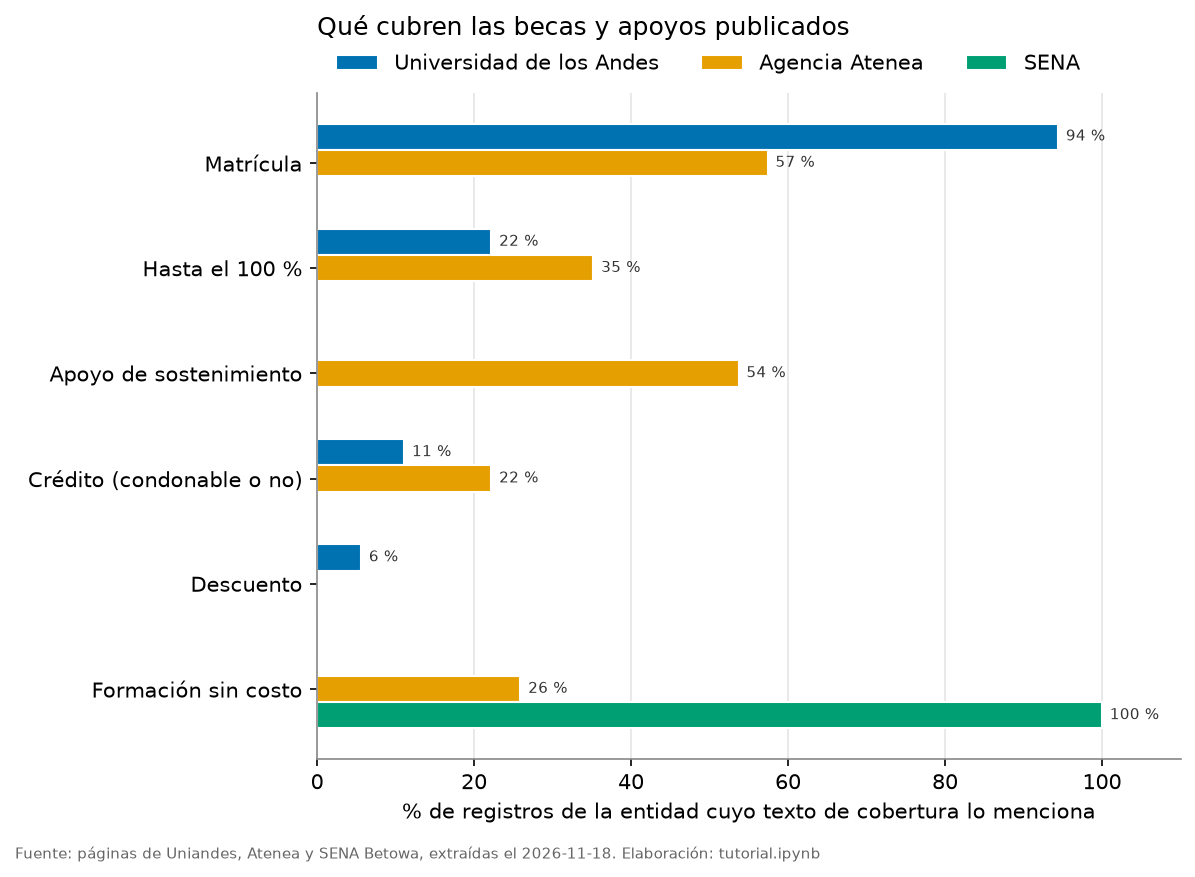 Qué cubren las becas y apoyos publicados
Universidad de los Andes Agencia Atenea SENA
94 %
Matrícula 57 %
22 %
Hasta el 100 % 35 %
Apoyo de sostenimiento 54 %
11 %
Crédito (condonable o no) 22 %
6 %
Descuento
Formación sin costo 26 %
100 %
0 20 40 60 80 100
% de registros de la entidad cuyo texto de cobertura lo menciona
Fuente: páginas de Uniandes, Atenea y SENA Betowa, extraídas el 2026-11-18. Elaboración: tutorial.ipynb